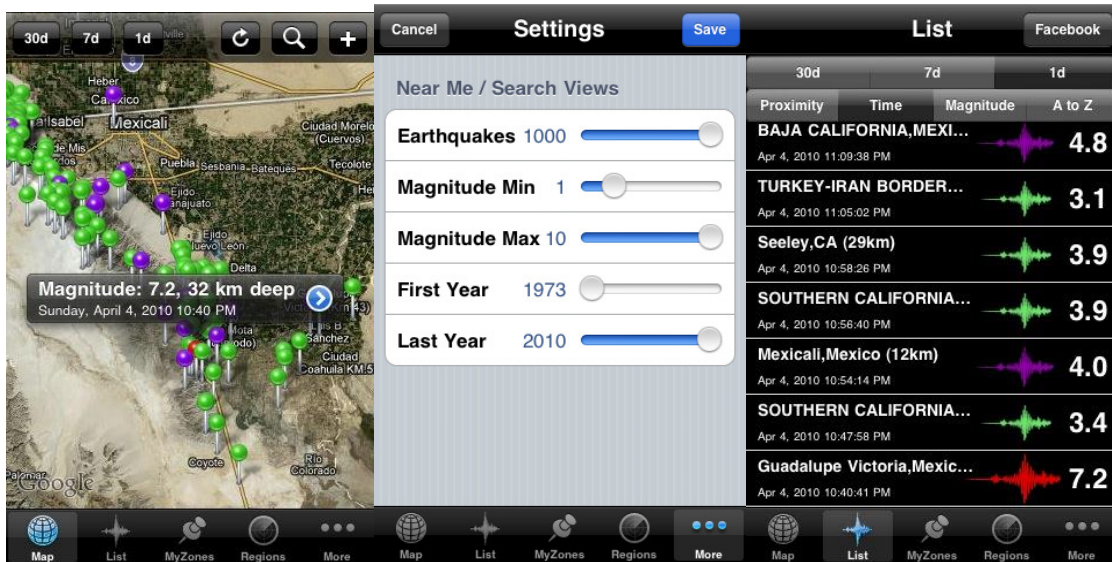 30d 7d 1d
Heber
Mexicali
Ciudad Morelos
(Cuervos)
Puebla Sesbania Bateques Tecolote
Ejido
Delta
Magnitude: 7.2, 32 km deep
Sunday, April 4, 2010 10:40 PM
Mota
Sanchez
Ciudad
Coahuila KM.5
Coyote
Rio
Colorado
Google
Map List MyZones Regions More
Cancel Settings Save
Near Me / Search Views
Earthquakes 1000
Magnitude Min 1
Magnitude Max 10
First Year 1973
Last Year 2010
Map List MyZones Regions More
List Facebook
30d 7d 1d
Proximity Time Magnitude A to Z
BAJA CALIFORNIA,MEXI... 4.8
Apr 4, 2010 11:09:38 PM
TURKEY-IRAN BORDER... 3.1
Apr 4, 2010 11:05:02 PM
Seeley,CA (29km) 3.9
Apr 4, 2010 10:58:26 PM
SOUTHERN CALIFORNIA... 3.9
Apr 4, 2010 10:56:40 PM
Mexicali,Mexico (12km) 4.0
Apr 4, 2010 10:54:14 PM
SOUTHERN CALIFORNIA... 3.4
Apr 4, 2010 10:47:58 PM
Guadalupe Victoria,Mexic... 7.2
Apr 4, 2010 10:40:41 PM
Map List MyZones Regions More